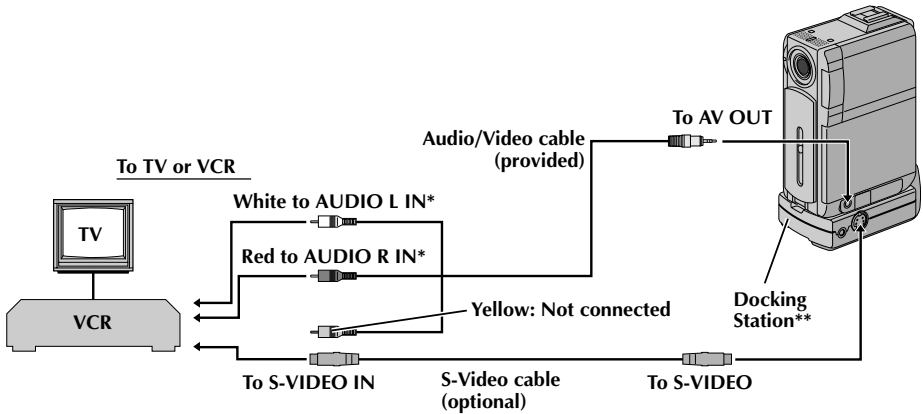 To AV OUT
Audio/Video cable
(provided)
To TV or VCR
White to AUDIO L IN*
TV
Red to AUDIO R IN*
Yellow: Not connected
Docking
Station**
VCR
To S-VIDEO IN
S-Video cable
(optional)
To S-VIDEO